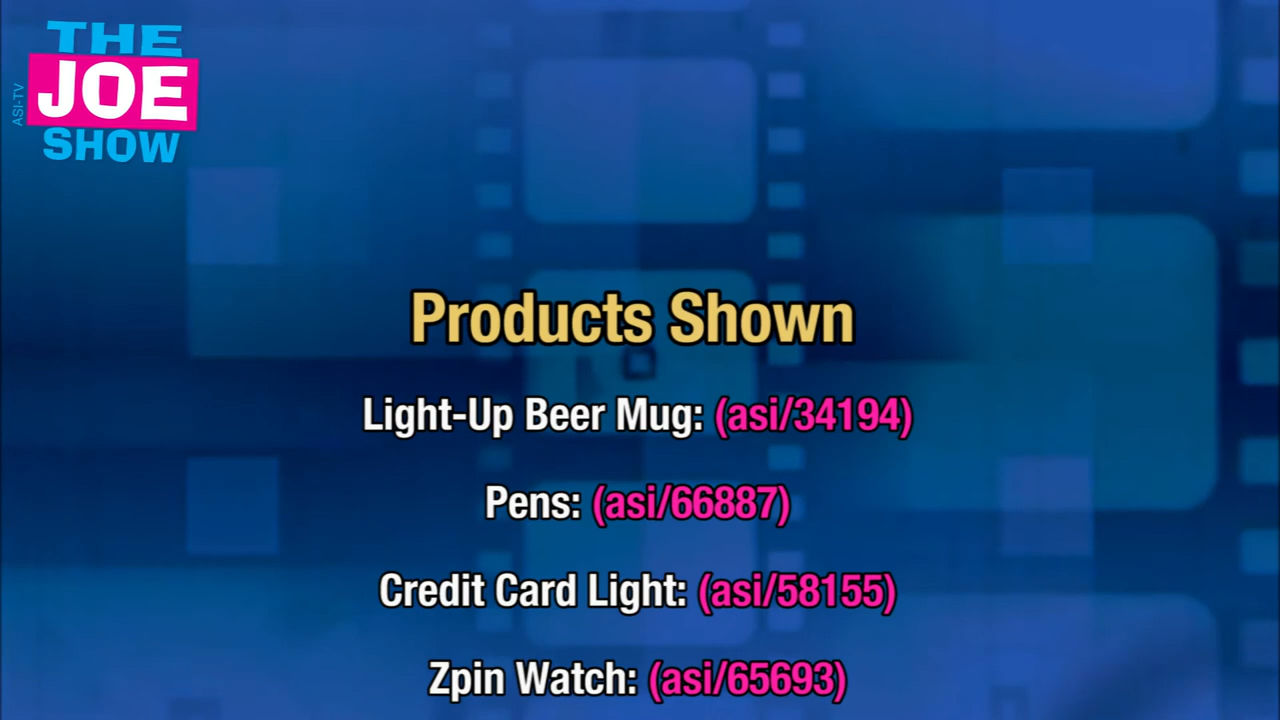 THE
JOE
SHOW
ASI-TV
Products Shown
Light-Up Beer Mug: (asi/34194)
Pens: (asi/66887)
Credit Card Light: (asi/58155)
Zpin Watch: (asi/65693)